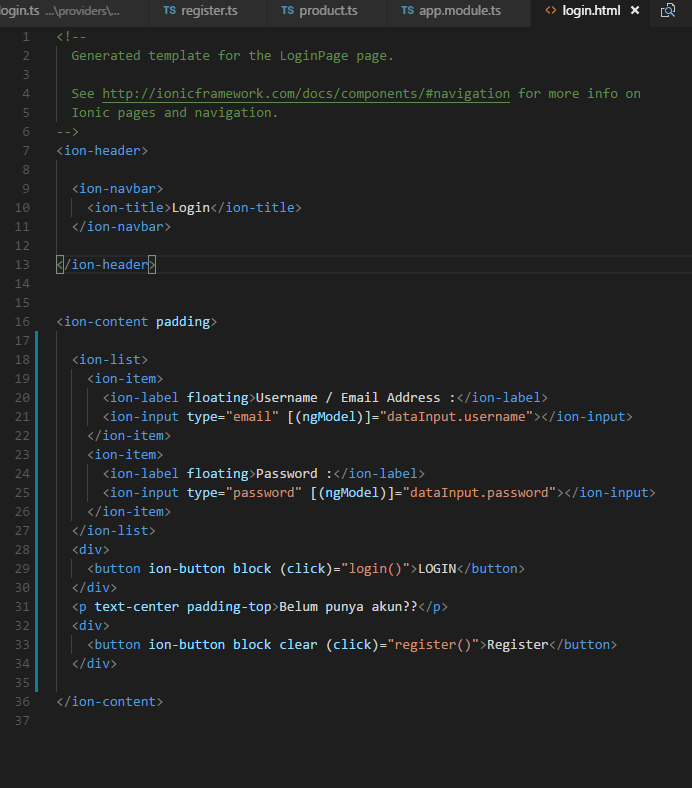 login.ts ...\providers\... TS register.ts TS product.ts TS app.module.ts <> login.html ×
1 <!--
2 Generated template for the LoginPage page.
3
4 See http://ionicframework.com/docs/components/#navigation for more info on
5 Ionic pages and navigation.
6 -->
7 <ion-header>
8
9 <ion-navbar>
10 <ion-title>Login</ion-title>
11 </ion-navbar>
12
13 </ion-header>
14
15
16 <ion-content padding>
17
18 <ion-list>
19 <ion-item>
20 <ion-label floating>Username / Email Address :</ion-label>
21 <ion-input type="email" [(ngModel)]="dataInput.username"></ion-input>
22 </ion-item>
23 <ion-item>
24 <ion-label floating>Password :</ion-label>
25 <ion-input type="password" [(ngModel)]="dataInput.password"></ion-input>
26 </ion-item>
27 </ion-list>
28 <div>
29 <button ion-button block (click)="login()">LOGIN</button>
30 </div>
31 <p text-center padding-top>Belum punya akun??</p>
32 <div>
33 <button ion-button block clear (click)="register()">Register</button>
34 </div>
35
36 </ion-content>
37